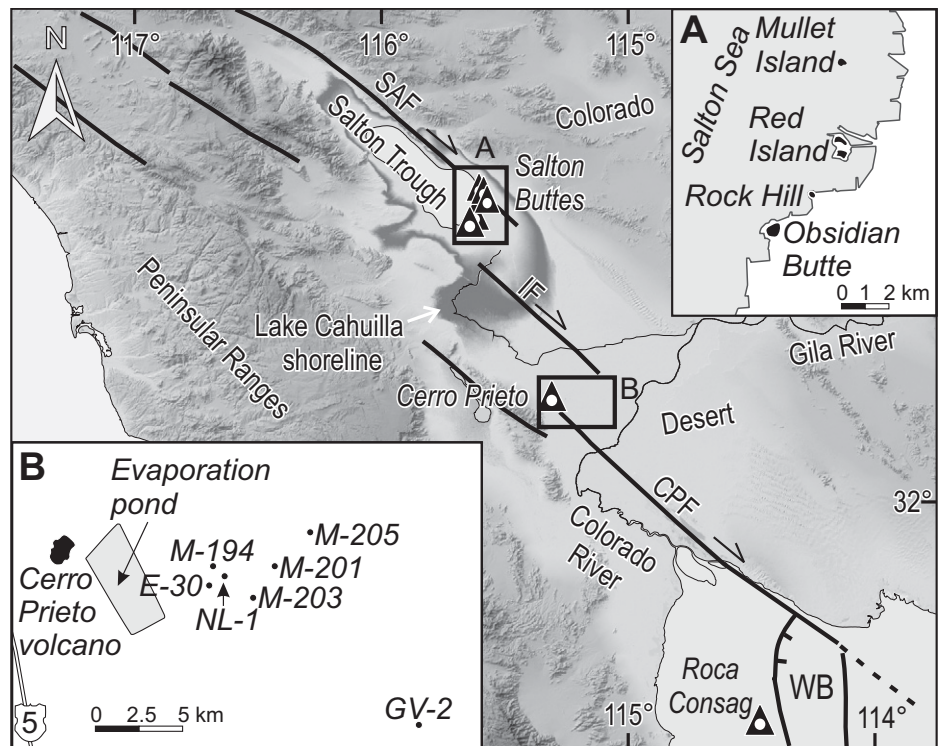 N
117°
116°
115°
SAF
Colorado
Salton Trough
A
Salton
Buttes
Peninsular Ranges
Lake Cahuilla
shoreline
IF
Gila River
Cerro Prieto
B
Desert
CPF
32°
Colorado
River
Roca
Consag
WB
115°
114°
A
Salton Sea
Mullet
Island
Red
Island
Rock Hill
Obsidian
Butte
0 1 2 km
B
Evaporation
pond
M-205
M-194
M-201
E-30
M-203
NL-1
Cerro
Prieto
volcano
5
0 2.5 5 km
GV-2